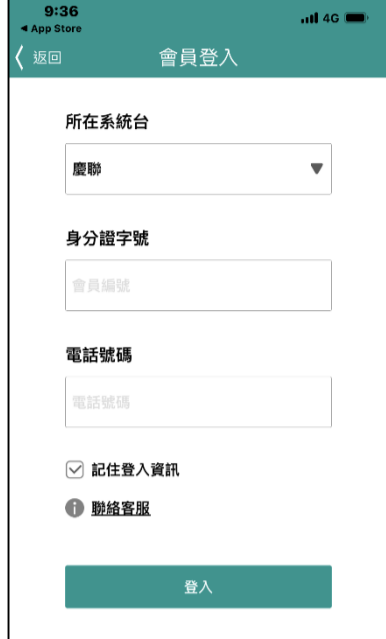 9:36
4G
◀ App Store
返回
會員登入
所在系統台
慶聯
身分證字號
會員編號
電話號碼
電話號碼
記住登入資訊
聯絡客服
登入